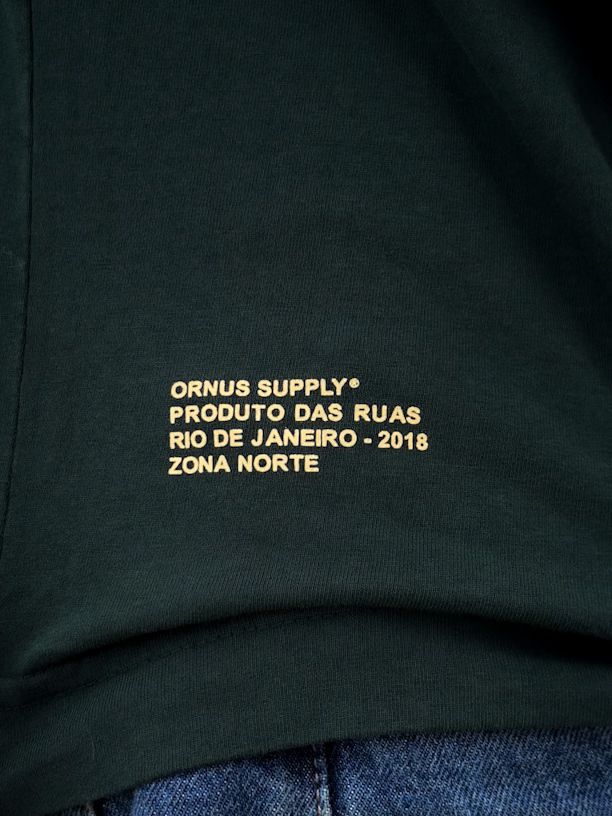 ORNUS SUPPLY®
PRODUTO DAS RUAS
RIO DE JANEIRO - 2018
ZONA NORTE